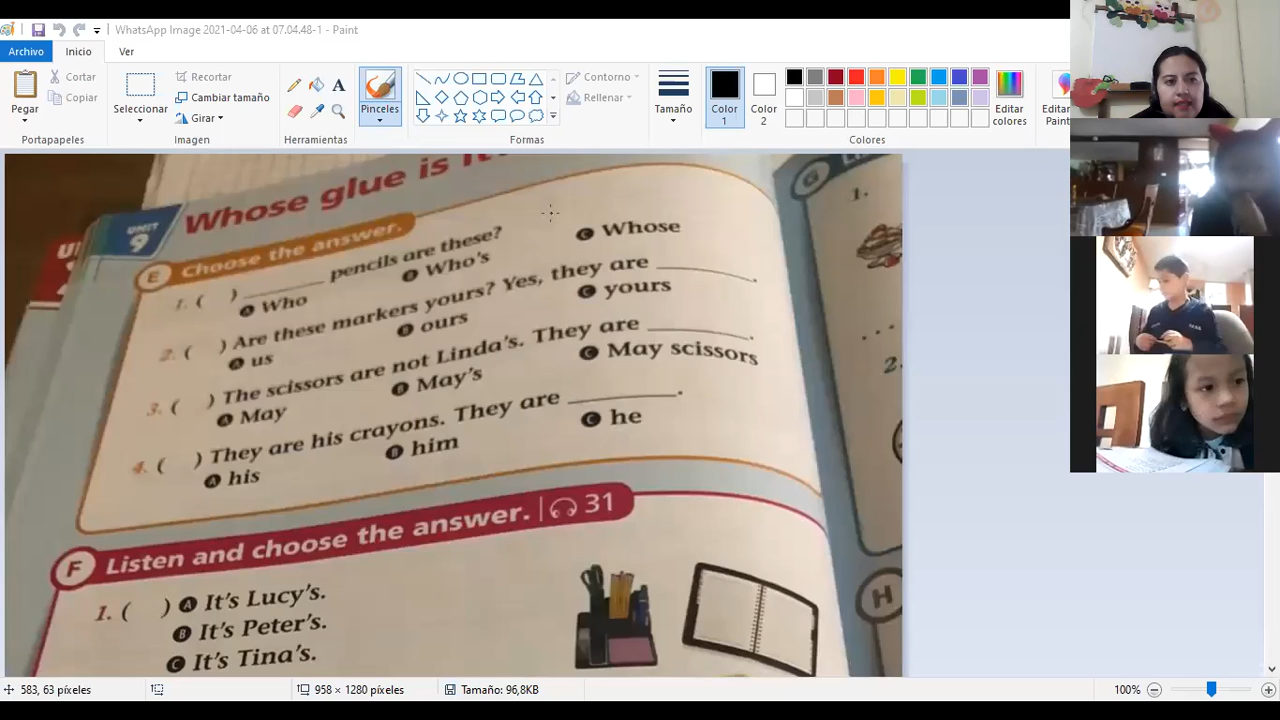 WhatsApp Image 2021-04-06 at 07.04.48-1 - Paint
Archivo Inicio Ver
Pegar
Cortar
Copiar
Portapapeles
Seleccionar
Recortar
Cambiar tamaño
Girar
Imagen
A
Herramientas
Pinceles
Contorno
Rellenar
Formas
Tamaño
Color 1
Color 2
Editar colores
Colores
UNIT 9
Whose glue is it
E Choose the answer.
1. ( ) ________ pencils are these?
A Who B Who's C Whose
2. ( ) Are these markers yours? Yes, they are ________.
A us B ours C yours
3. ( ) The scissors are not Linda's. They are ________.
A May B May's C May scissors
4. ( ) They are his crayons. They are ________.
A his B him C he
F Listen and choose the answer. | 31
1. ( ) A It's Lucy's.
B It's Peter's.
C It's Tina's.
G
1.
2.
H
583, 63 píxeles
958 × 1280 píxeles
Tamaño: 96,8KB
100%